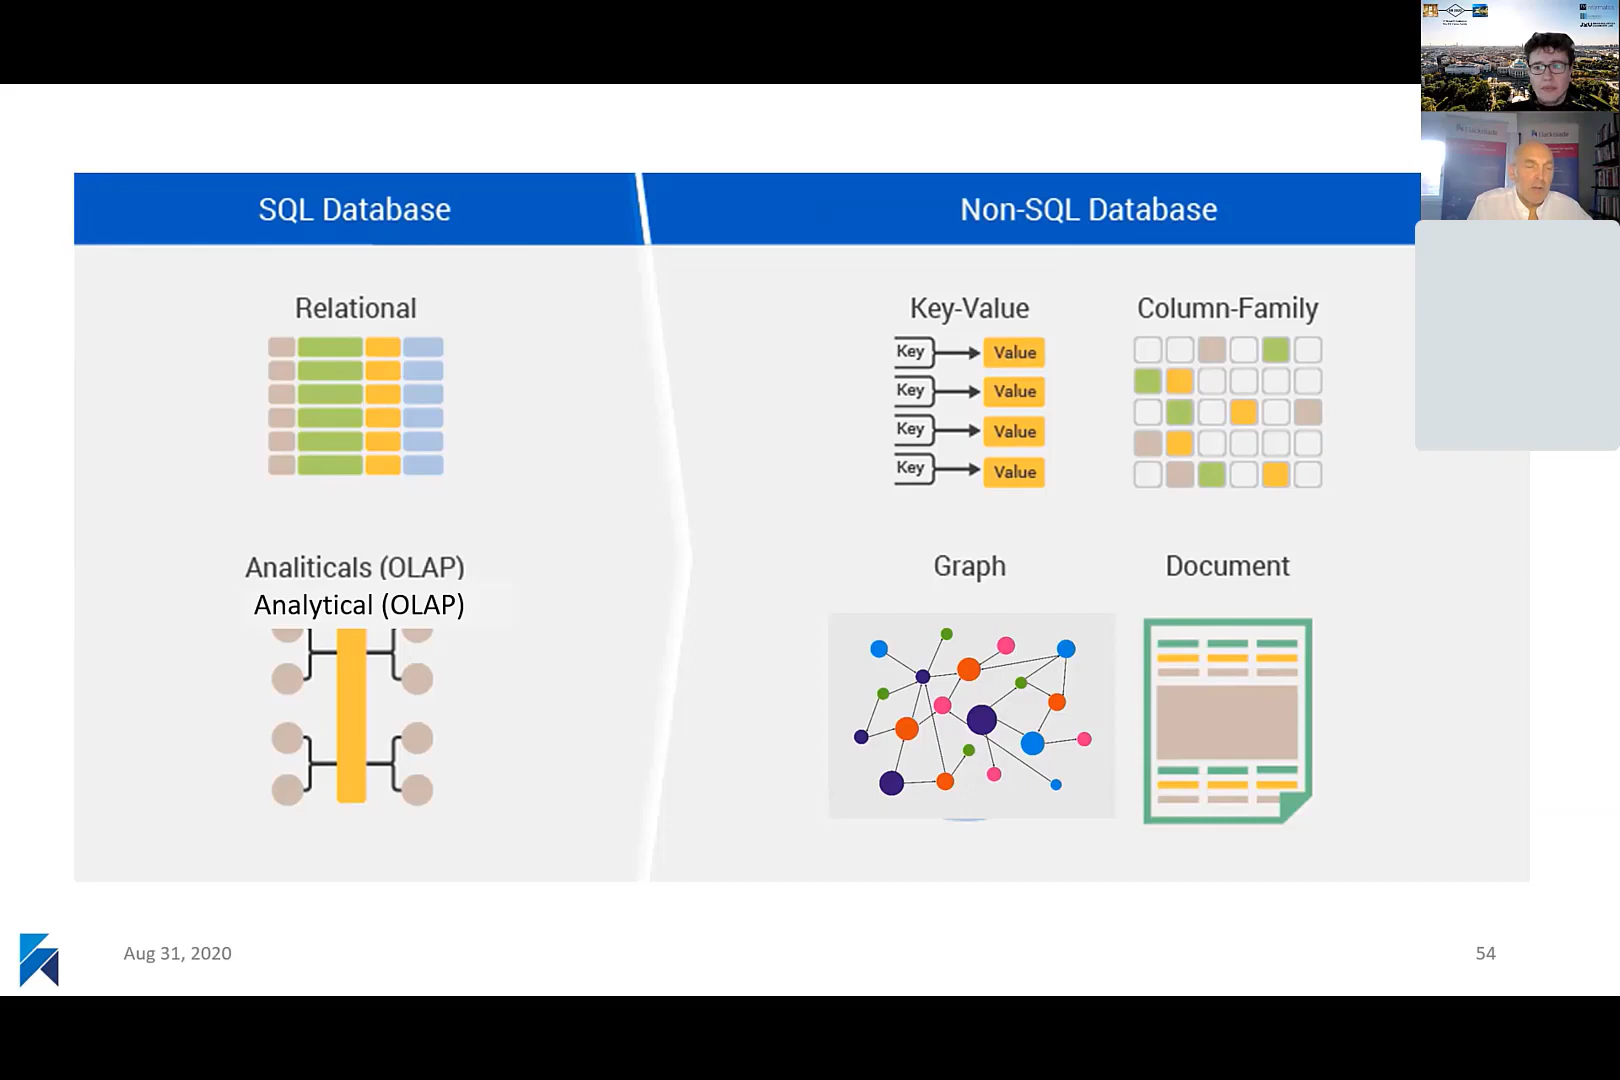 SQL Database
Non-SQL Database
Relational
Key-Value
Column-Family
Key
Value
Key
Value
Key
Value
Key
Value
Analiticals (OLAP)
Analytical (OLAP)
Graph
Document
Aug 31, 2020
54